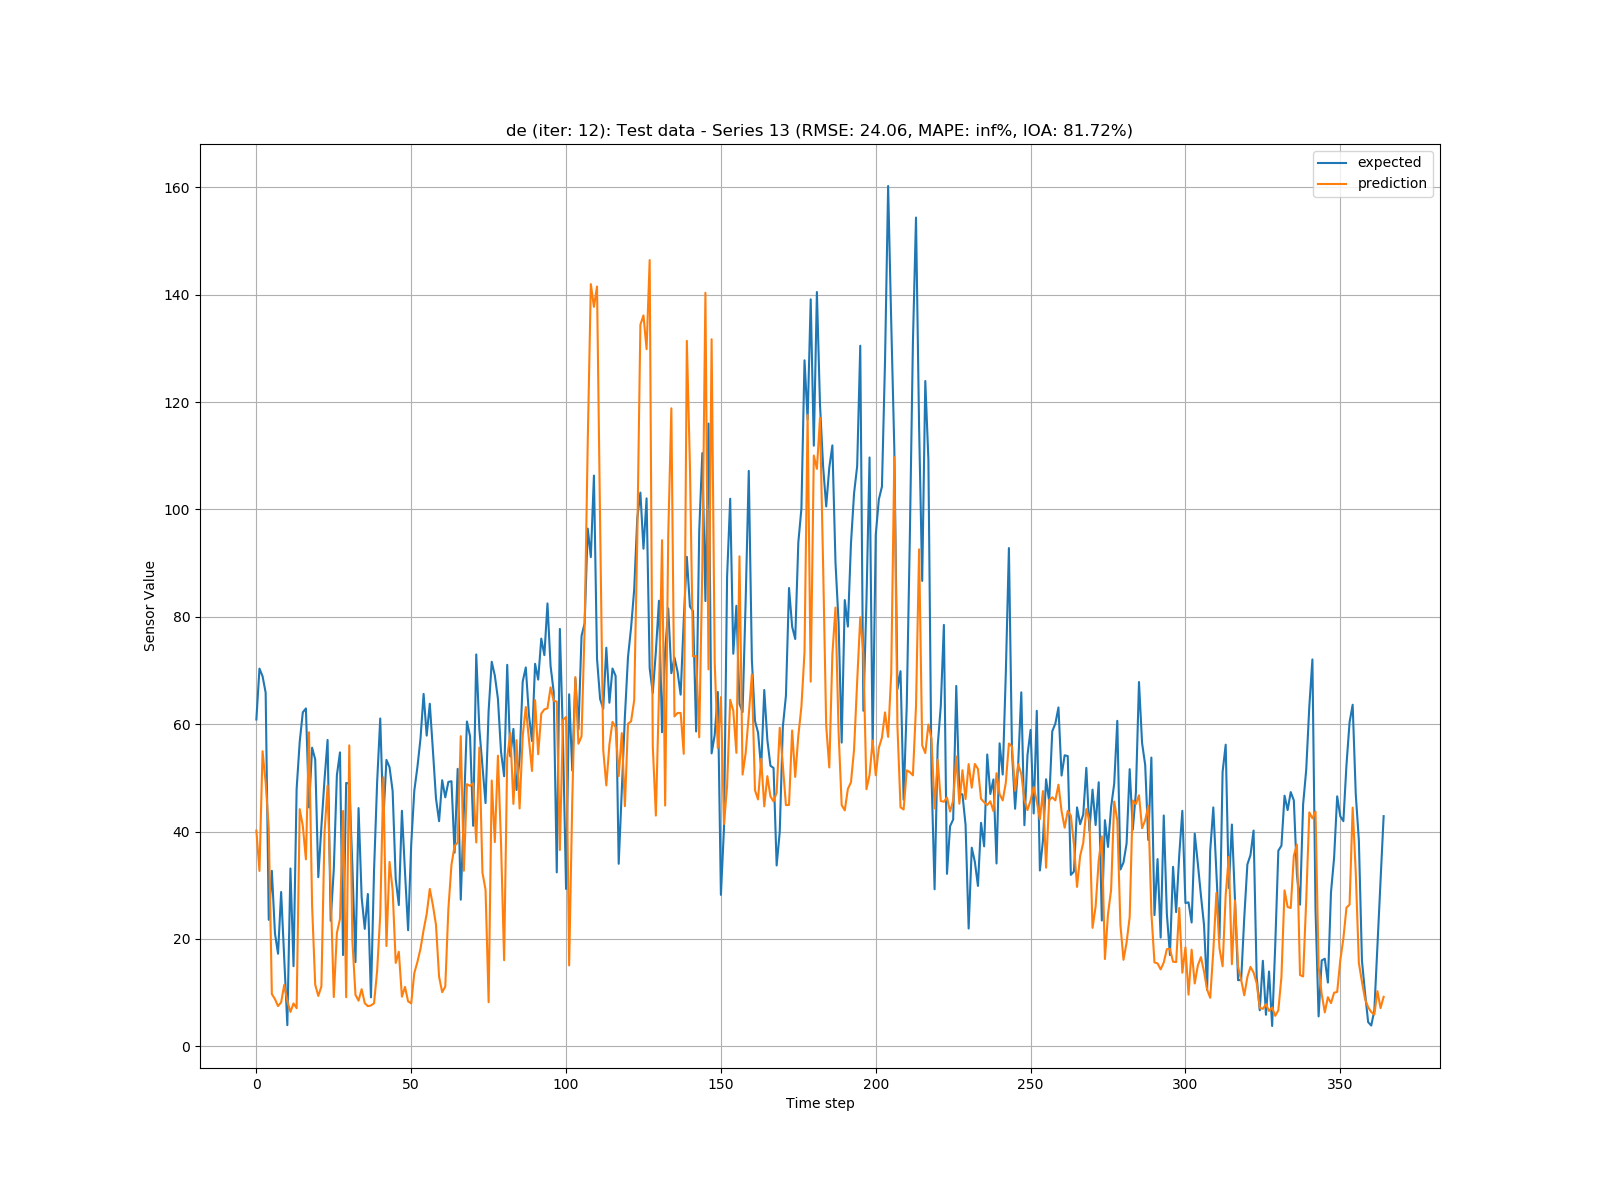 de (iter: 12): Test data - Series 13 (RMSE: 24.06, MAPE: inf%, IOA: 81.72%)
expected
prediction
160
140
120
100
80
60
40
20
0
Sensor Value
0 50 100 150 200 250 300 350
Time step